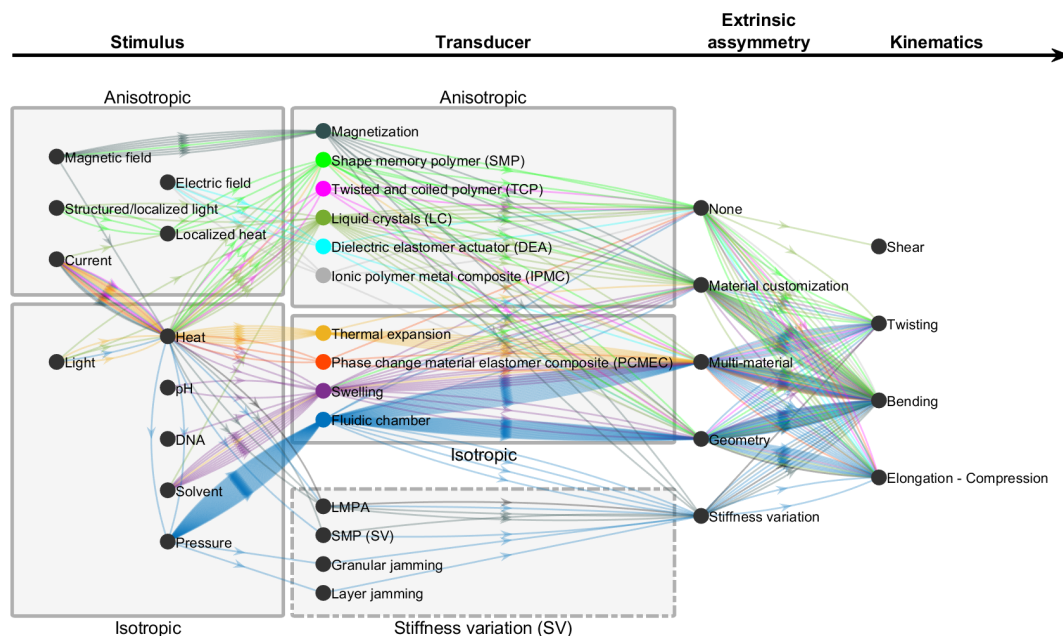 Stimulus
Transducer
Extrinsic
assymmetry
Kinematics
Anisotropic
Magnetic field
Electric field
Structured/localized light
Localized heat
Current
Heat
Light
pH
DNA
Solvent
Pressure
Isotropic
Anisotropic
Magnetization
Shape memory polymer (SMP)
Twisted and coiled polymer (TCP)
Liquid crystals (LC)
Dielectric elastomer actuator (DEA)
Ionic polymer metal composite (IPMC)
Thermal expansion
Phase change material elastomer composite (PCMEC)
Swelling
Fluidic chamber
Isotropic
LMPA
SMP (SV)
Granular jamming
Layer jamming
Stiffness variation (SV)
None
Material customization
Multi-material
Geometry
Stiffness variation
Shear
Twisting
Bending
Elongation - Compression